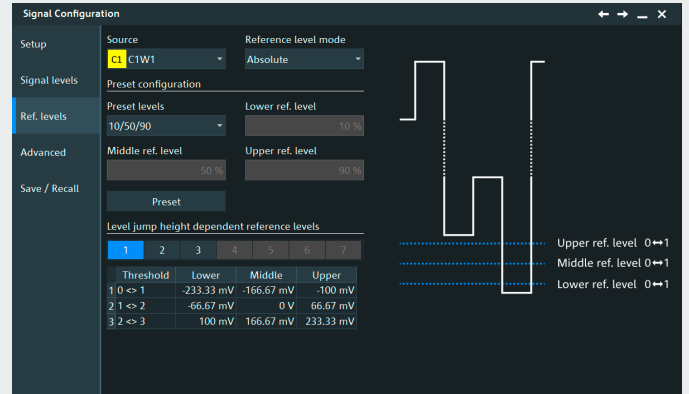 Signal Configuration
Setup
Signal levels
Ref. levels
Advanced
Save / Recall
Source Reference level mode
C1 C1W1 Absolute
Preset configuration
Preset levels Lower ref. level
10/50/90 10 %
Middle ref. level Upper ref. level
50 % 90 %
Preset
Level jump height dependent reference levels
1 2 3 4 5 6 7
Threshold Lower Middle Upper
1 0 <> 1 -233.33 mV -166.67 mV -100 mV
2 1 <> 2 -66.67 mV 0 V 66.67 mV
3 2 <> 3 100 mV 166.67 mV 233.33 mV
Upper ref. level 0↔1
Middle ref. level 0↔1
Lower ref. level 0↔1